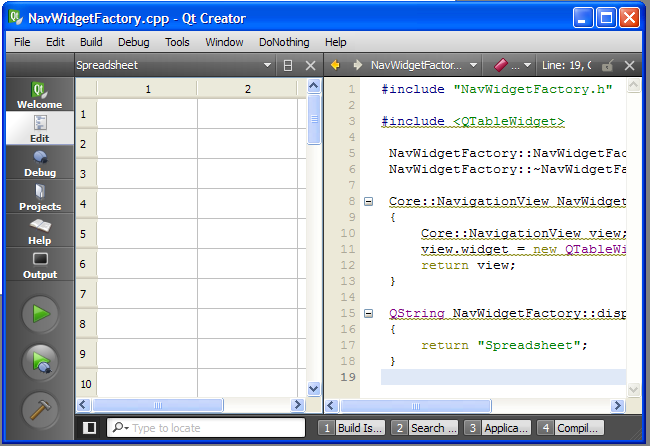 NavWidgetFactory.cpp - Qt Creator
File Edit Build Debug Tools Window DoNothing Help
Spreadsheet
NavWidgetFactor... ... Line: 19, C
Qt
Welcome
Edit
Debug
Projects
Help
Output
1 2
1
2
3
4
5
6
7
8
9
10
1 #include "NavWidgetFactory.h"
2
3 #include <QTableWidget>
4
5 NavWidgetFactory::NavWidgetFac
6 NavWidgetFactory::~NavWidgetFa
7
8 Core::NavigationView NavWidget
9 {
10 Core::NavigationView view;
11 view.widget = new QTableWi
12 return view;
13 }
14
15 QString NavWidgetFactory::disp
16 {
17 return "Spreadsheet";
18 }
19
Type to locate
1 Build Is... 2 Search ... 3 Applica... 4 Compil...